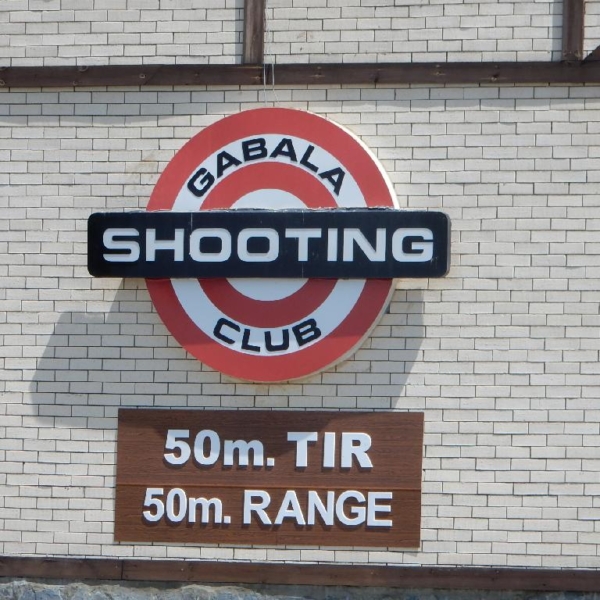 GABALA
SHOOTING
CLUB
50m. TIR
50m. RANGE